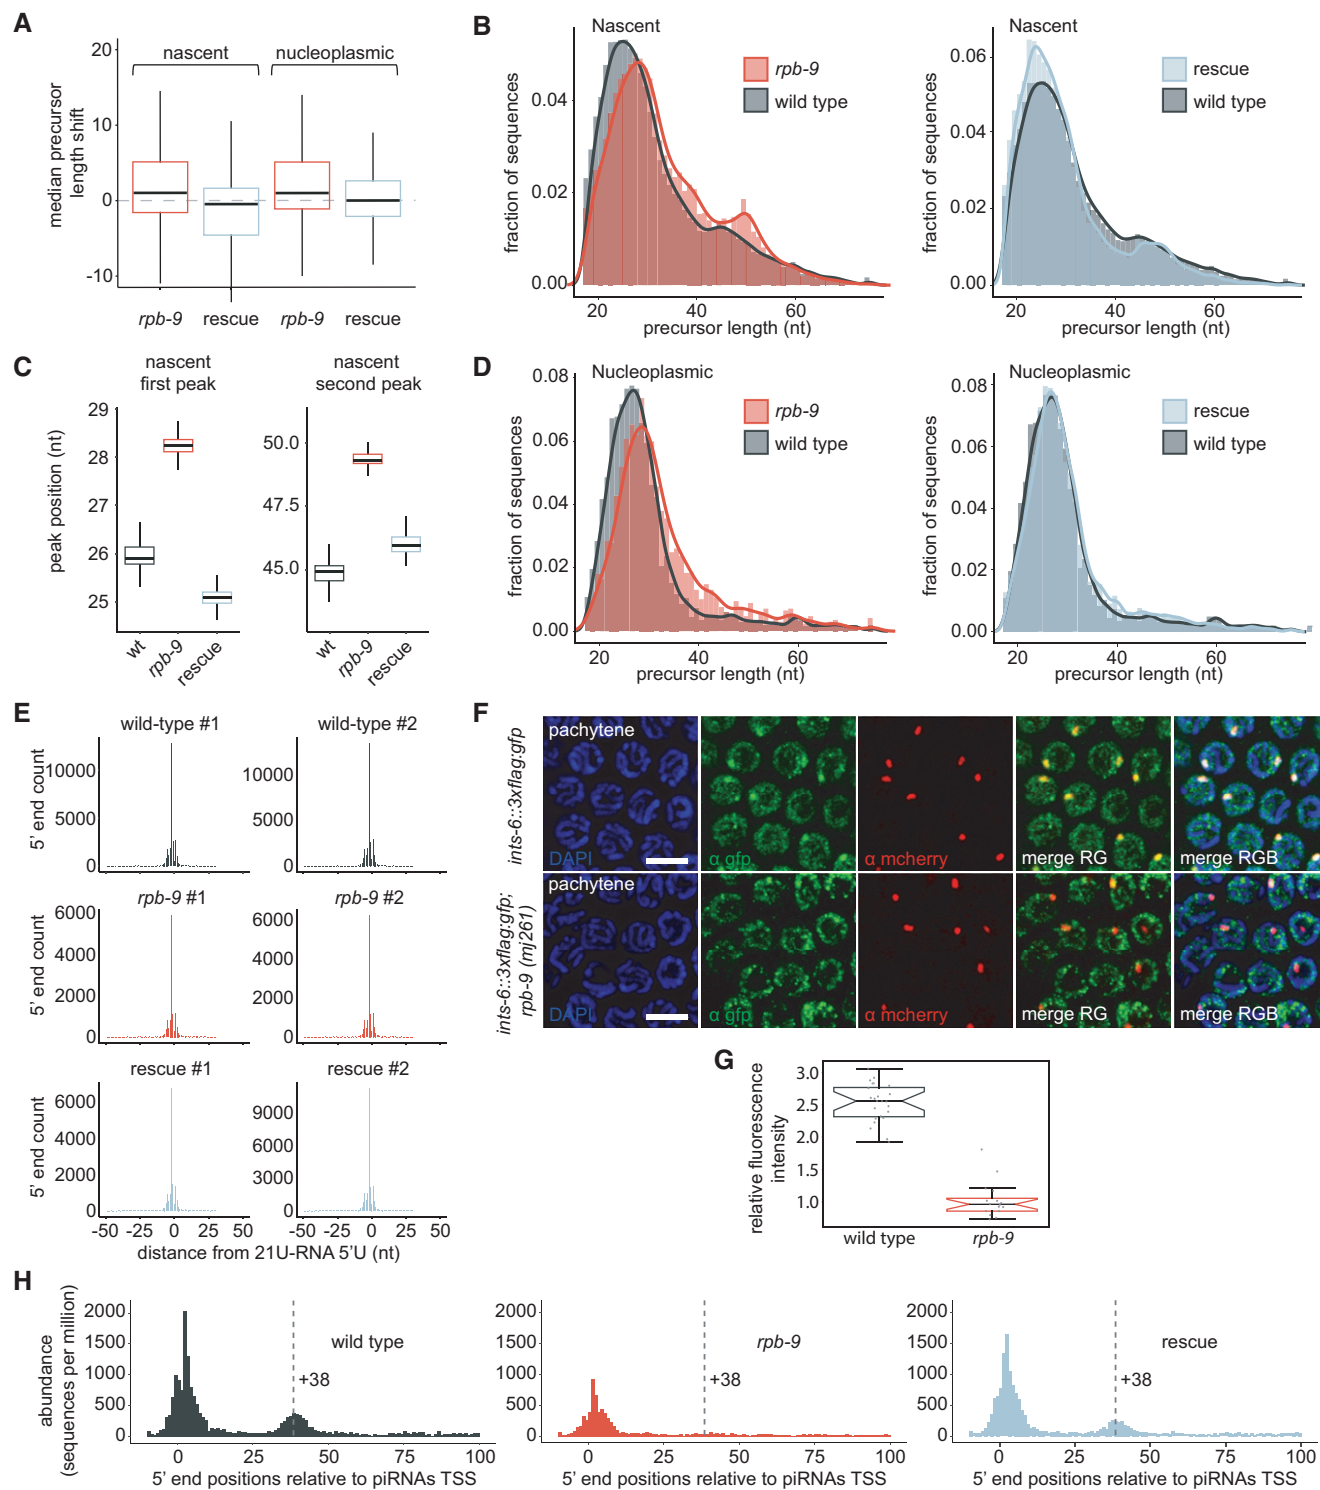 A
nascent
nucleoplasmic
median precursor
length shift
20
10
0
-10
rpb-9
rescue
rpb-9
rescue
B
Nascent
rpb-9
wild type
fraction of sequences
0.04
0.02
0.00
20
40
60
precursor length (nt)
Nascent
rescue
wild type
fraction of sequences
0.06
0.04
0.02
0.00
20
40
60
precursor length (nt)
C
nascent
first peak
nascent
second peak
peak position (nt)
29
28
27
26
25
wt
rpb-9
rescue
50.0
47.5
45.0
wt
rpb-9
rescue
D
Nucleoplasmic
rpb-9
wild type
fraction of sequences
0.08
0.06
0.04
0.02
0.00
20
40
60
precursor length (nt)
Nucleoplasmic
rescue
wild type
fraction of sequences
0.08
0.06
0.04
0.02
0.00
20
40
60
precursor length (nt)
E
wild-type #1
wild-type #2
5' end count
10000
5000
0
10000
5000
0
rpb-9 #1
rpb-9 #2
5' end count
6000
4000
2000
0
6000
4000
2000
0
rescue #1
rescue #2
5' end count
6000
4000
2000
0
9000
6000
3000
0
-50
-25
0
25
50
-50
-25
0
25
50
distance from 21U-RNA 5'U (nt)
F
ints-6::3xflag:gfp
pachytene
DAPI
α gfp
α mcherry
merge RG
merge RGB
ints-6::3xflag:gfp;
rpb-9 (mj261)
pachytene
DAPI
α gfp
α mcherry
merge RG
merge RGB
G
relative fluorescence
intensity
3.0
2.5
2.0
1.5
1.0
wild type
rpb-9
H
abundance
(sequences per million)
2000
1500
1000
500
0
wild type
+38
0
25
50
75
100
5' end positions relative to piRNAs TSS
2000
1500
1000
500
0
rpb-9
+38
0
25
50
75
100
5' end positions relative to piRNAs TSS
2000
1500
1000
500
0
rescue
+38
0
25
50
75
100
5' end positions relative to piRNAs TSS